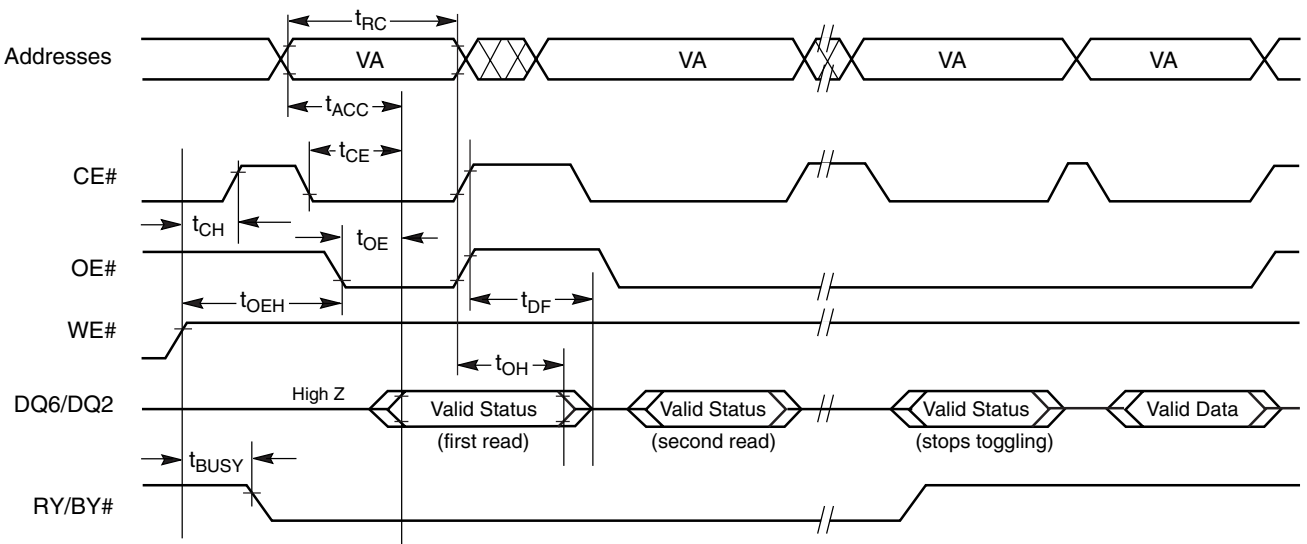 tRC
Addresses VA VA VA VA
tACC
tCE
CE#
tCH
tOE
OE#
tOEH tDF
WE#
tOH
High Z
DQ6/DQ2 Valid Status Valid Status Valid Status Valid Data
(first read) (second read) (stops toggling)
tBUSY
RY/BY#